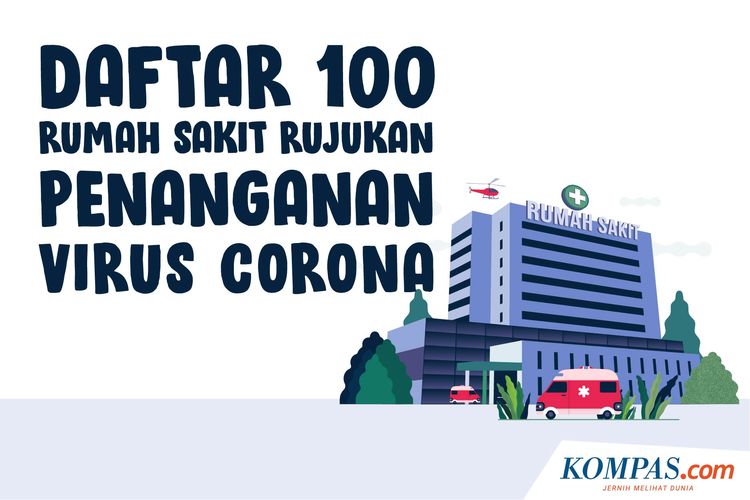 DAFTAR 100
RUMAH SAKIT RUJUKAN
PENANGANAN
VIRUS CORONA
RUMAH SAKIT
KOMPAS.com
JERNIH MELIHAT DUNIA